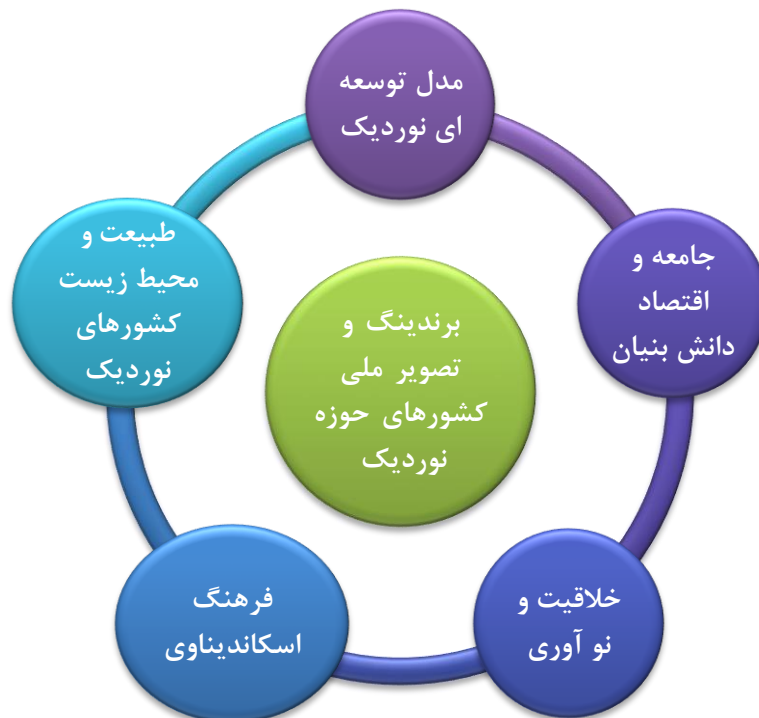 مدل توسعه
ای نوردیک
جامعه و
اقتصاد
دانش بنیان
خلاقیت و
نو آوری
فرهنگ
اسکاندیناوی
طبیعت و
محیط زیست
کشورهای
نوردیک
برندینگ و
تصویر ملی
کشورهای حوزه
نوردیک